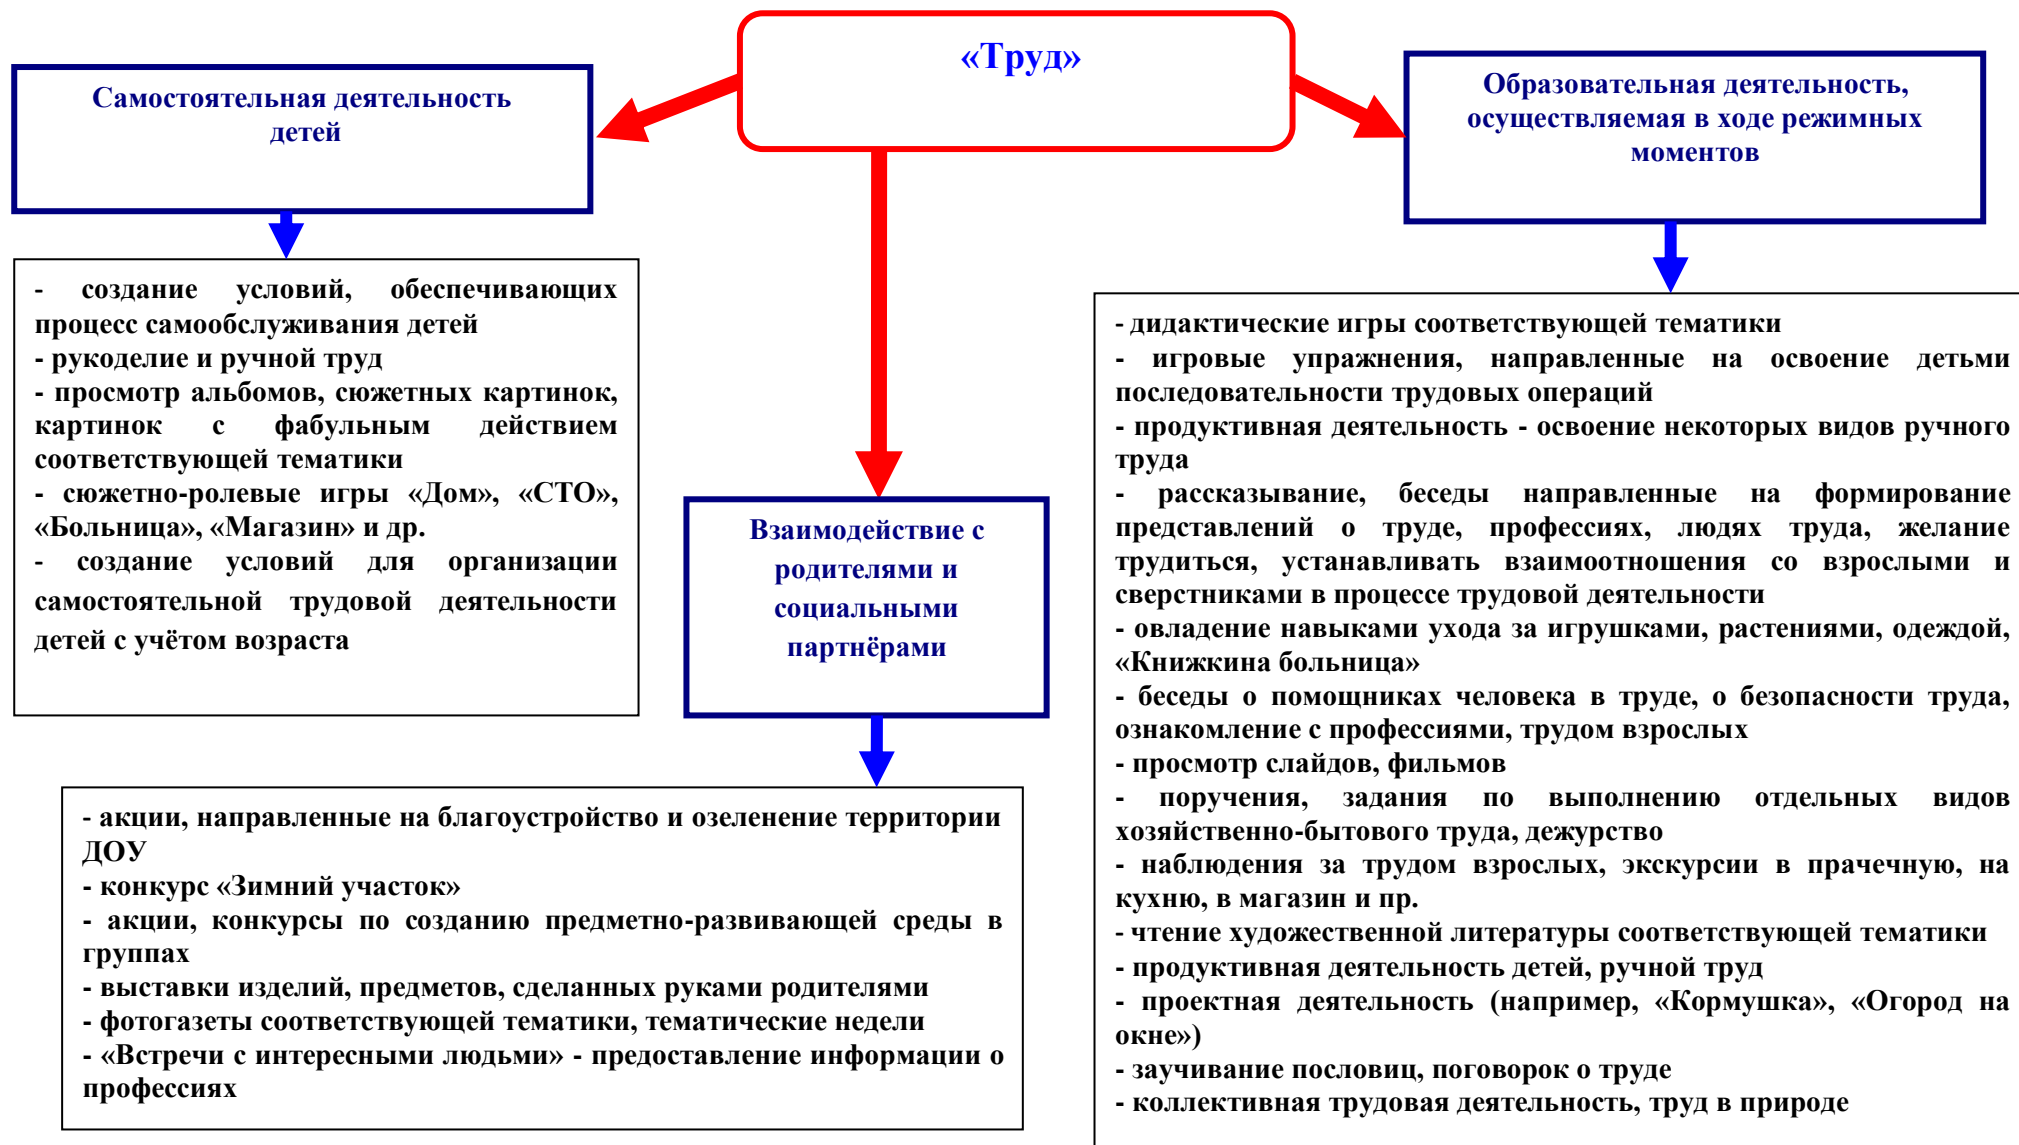 «Труд»
Самостоятельная деятельность
детей
Образовательная деятельность,
осуществляемая в ходе режимных
моментов
- создание условий, обеспечивающих
процесс самообслуживания детей
- рукоделие и ручной труд
- просмотр альбомов, сюжетных картинок,
картинок с фабульным действием
соответствующей тематики
- сюжетно-ролевые игры «Дом», «СТО»,
«Больница», «Магазин» и др.
- создание условий для организации
самостоятельной трудовой деятельности
детей с учётом возраста
Взаимодействие с
родителями и
социальными
партнёрами
- акции, направленные на благоустройство и озеленение территории
ДОУ
- конкурс «Зимний участок»
- акции, конкурсы по созданию предметно-развивающей среды в
группах
- выставки изделий, предметов, сделанных руками родителями
- фотогазеты соответствующей тематики, тематические недели
- «Встречи с интересными людьми» - предоставление информации о
профессиях
- дидактические игры соответствующей тематики
- игровые упражнения, направленные на освоение детьми
последовательности трудовых операций
- продуктивная деятельность - освоение некоторых видов ручного
труда
- рассказывание, беседы направленные на формирование
представлений о труде, профессиях, людях труда, желание
трудиться, устанавливать взаимоотношения со взрослыми и
сверстниками в процессе трудовой деятельности
- овладение навыками ухода за игрушками, растениями, одеждой,
«Книжкина больница»
- беседы о помощниках человека в труде, о безопасности труда,
ознакомление с профессиями, трудом взрослых
- просмотр слайдов, фильмов
- поручения, задания по выполнению отдельных видов
хозяйственно-бытового труда, дежурство
- наблюдения за трудом взрослых, экскурсии в прачечную, на
кухню, в магазин и пр.
- чтение художественной литературы соответствующей тематики
- продуктивная деятельность детей, ручной труд
- проектная деятельность (например, «Кормушка», «Огород на
окне»)
- заучивание пословиц, поговорок о труде
- коллективная трудовая деятельность, труд в природе